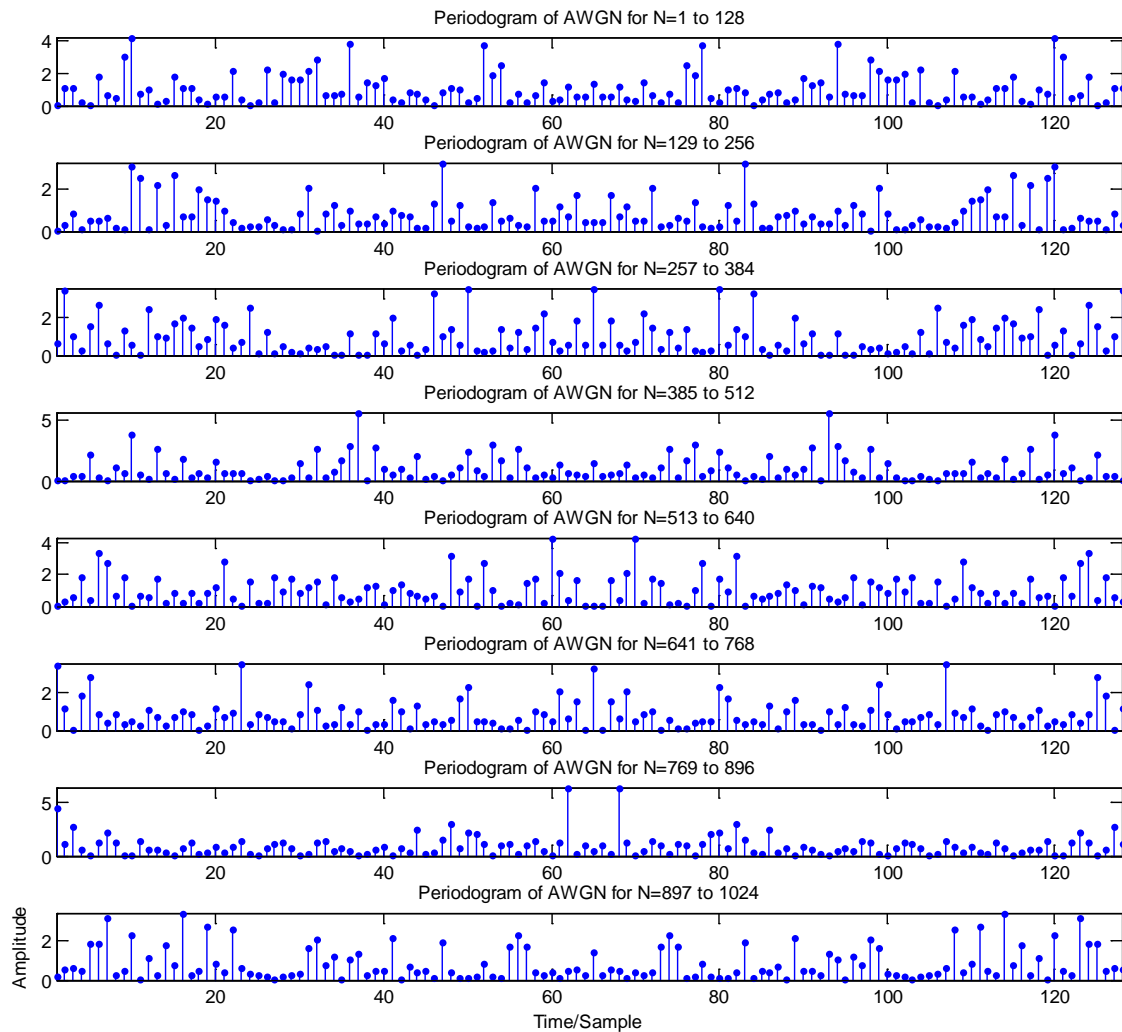 Periodogram of AWGN for N=1 to 128
4
2
0
20 40 60 80 100 120
Periodogram of AWGN for N=129 to 256
2
0
20 40 60 80 100 120
Periodogram of AWGN for N=257 to 384
2
0
20 40 60 80 100 120
Periodogram of AWGN for N=385 to 512
5
0
20 40 60 80 100 120
Periodogram of AWGN for N=513 to 640
4
2
0
20 40 60 80 100 120
Periodogram of AWGN for N=641 to 768
2
0
20 40 60 80 100 120
Periodogram of AWGN for N=769 to 896
5
0
20 40 60 80 100 120
Periodogram of AWGN for N=897 to 1024
2
0
20 40 60 80 100 120
Amplitude
Time/Sample